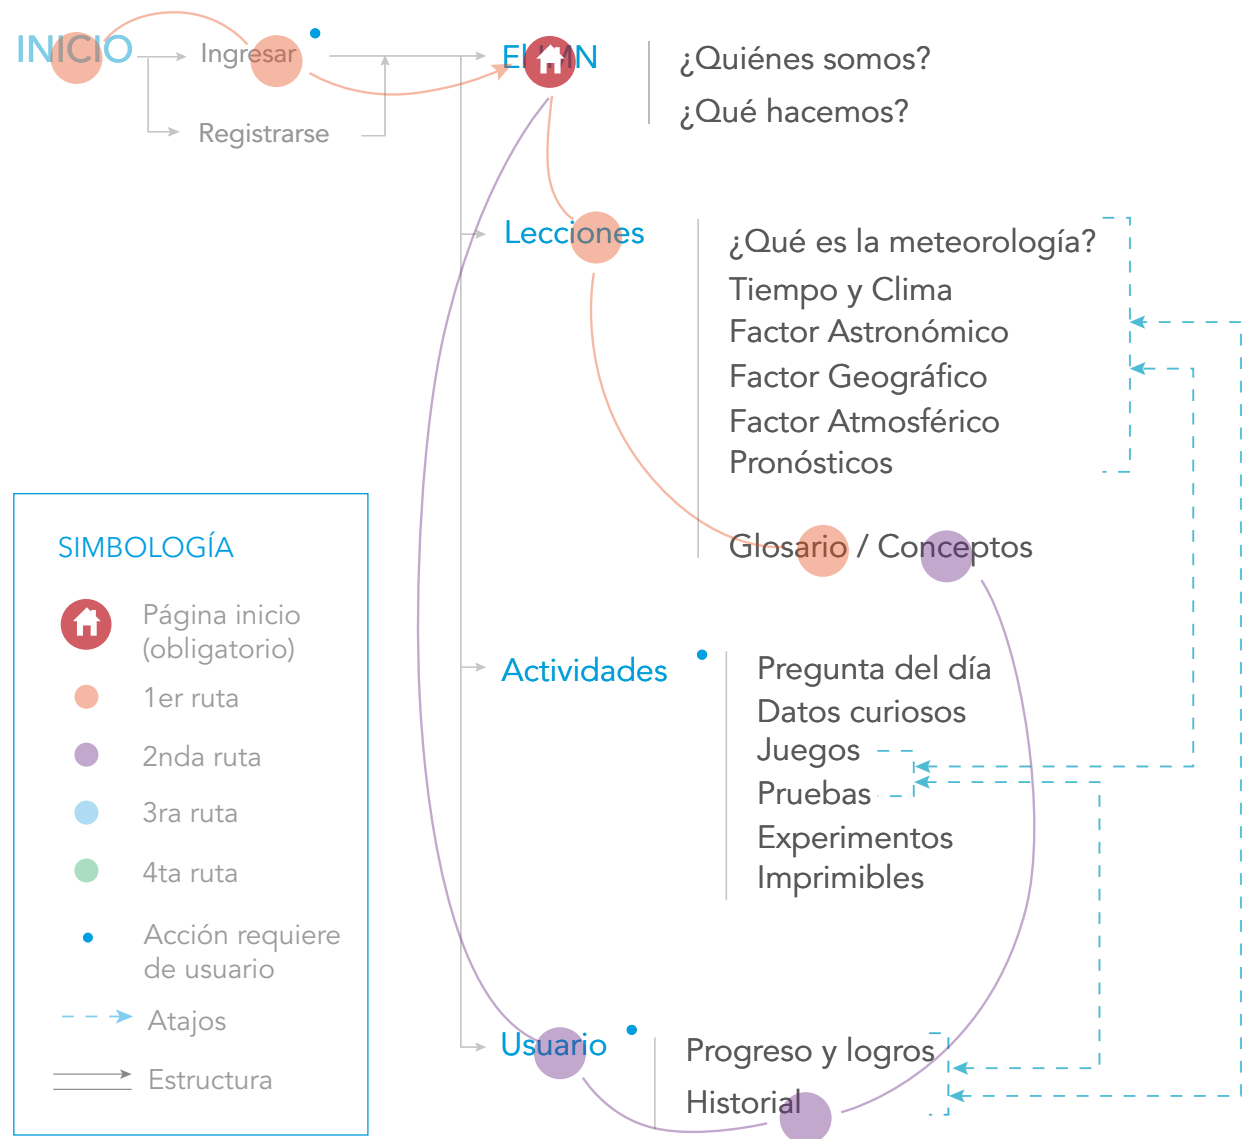 INICIO
Ingresar
Registrarse
El IMN
¿Quiénes somos?
¿Qué hacemos?
Lecciones
¿Qué es la meteorología?
Tiempo y Clima
Factor Astronómico
Factor Geográfico
Factor Atmosférico
Pronósticos
Glosario / Conceptos
Actividades
Pregunta del día
Datos curiosos
Juegos
Pruebas
Experimentos
Imprimibles
Usuario
Progreso y logros
Historial
SIMBOLOGÍA
Página inicio
(obligatorio)
1er ruta
2nda ruta
3ra ruta
4ta ruta
Acción requiere
de usuario
Atajos
Estructura